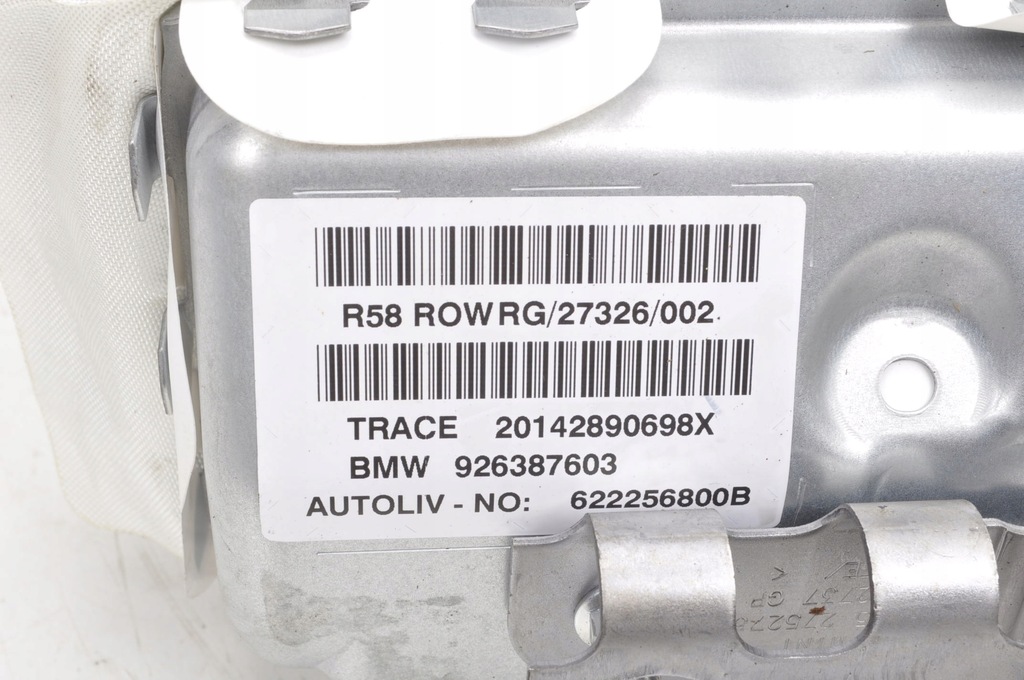 R58 ROW RG/27326/002
TRACE 20142890698X
BMW 926387603
AUTOLIV - NO: 622256800B